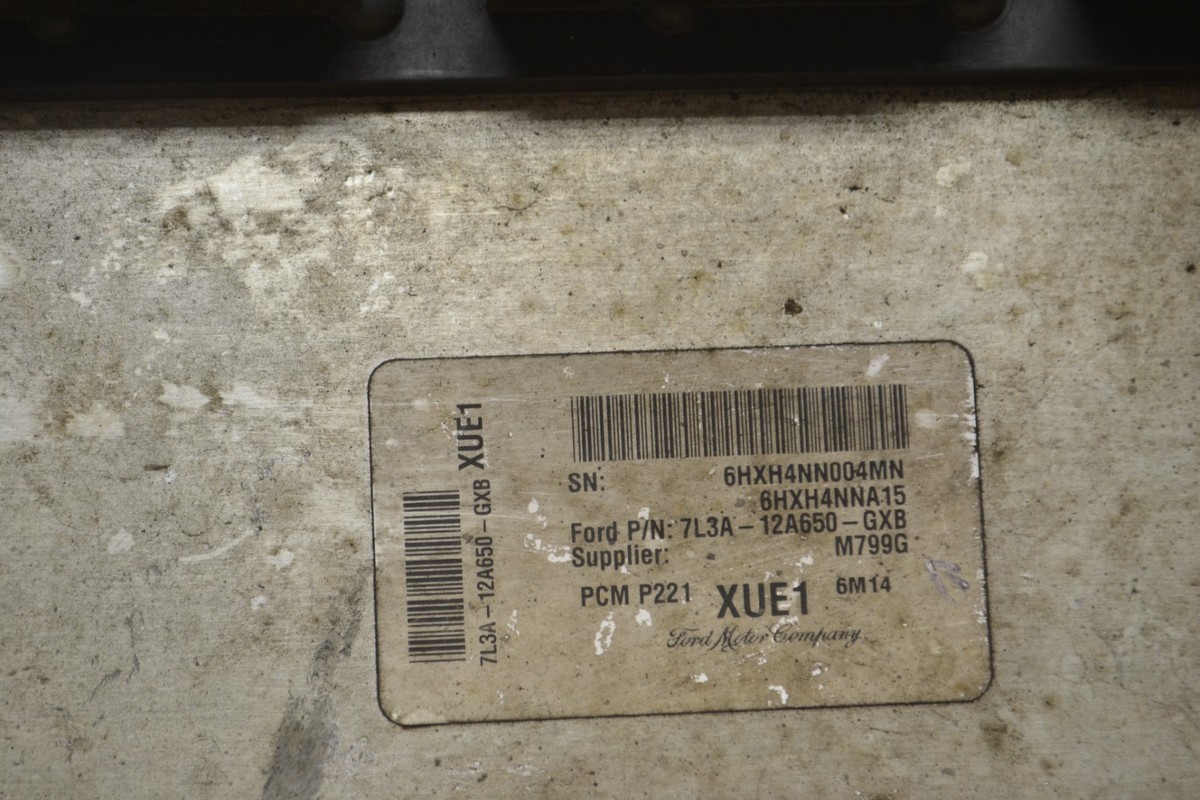 XUE1
7L3A-12A650-GXB
SN: 6HXH4NN004MN
6HXH4NNA15
Ford P/N: 7L3A-12A650-GXB
Supplier: M799G
PCM P221 XUE1 6M14
Ford Motor Company